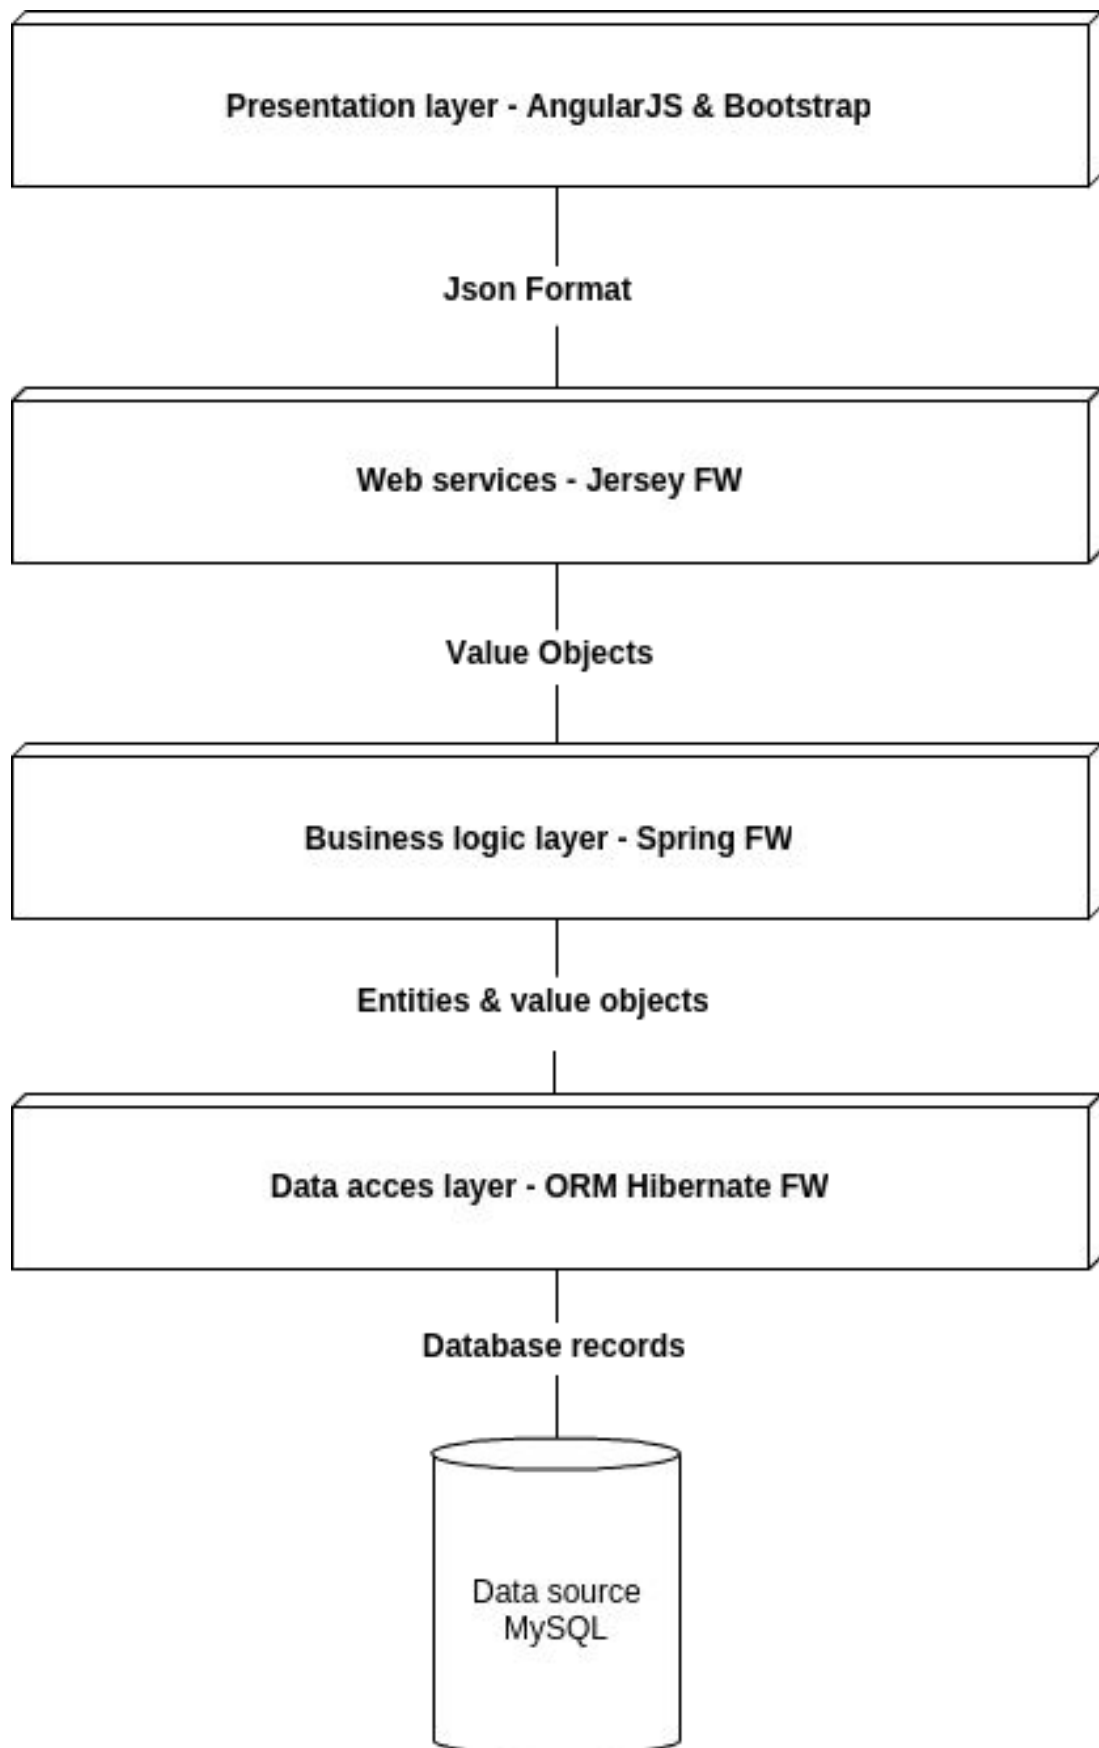 Presentation layer - AngularJS & Bootstrap
Json Format
Web services - Jersey FW
Value Objects
Business logic layer - Spring FW
Entities & value objects
Data acces layer - ORM Hibernate FW
Database records
Data source
MySQL